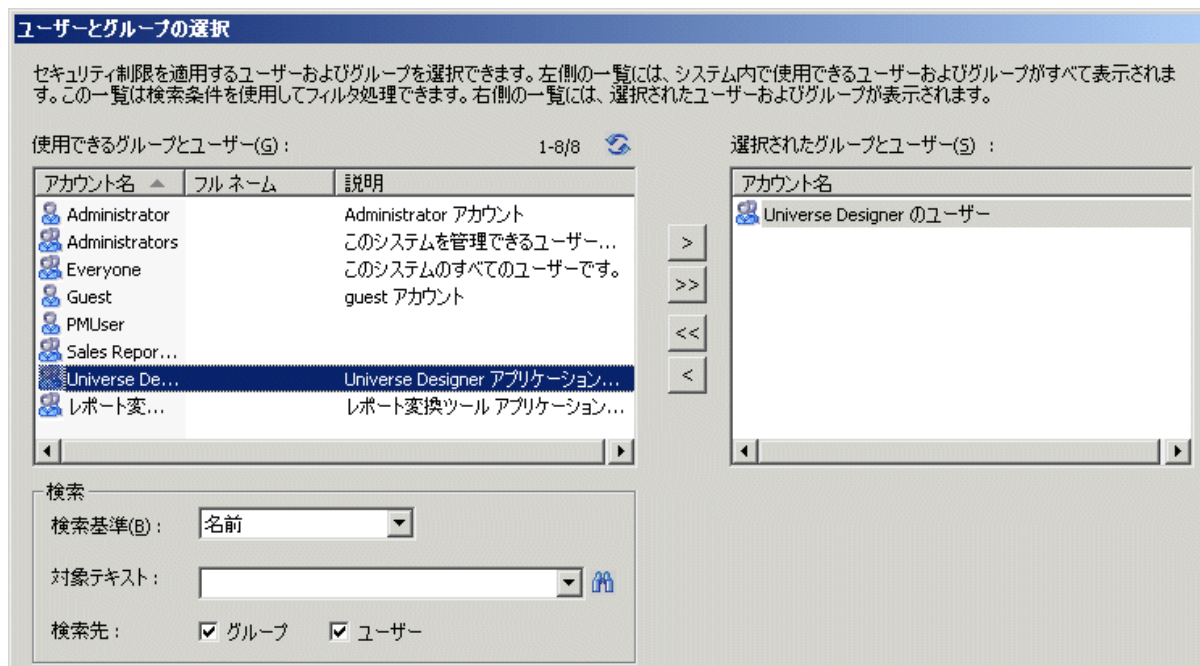 ユーザーとグループの選択
セキュリティ制限を適用するユーザーおよびグループを選択できます。左側の一覧には、システム内で使用できるユーザーおよびグループがすべて表示されま
す。この一覧は検索条件を使用してフィルタ処理できます。右側の一覧には、選択されたユーザーおよびグループが表示されます。
使用できるグループとユーザー(G) : 1-8/8
選択されたグループとユーザー(S) :
アカウント名 フル ネーム 説明
アカウント名
Administrator Administrator アカウント
Universe Designer のユーザー
Administrators このシステムを管理できるユーザー...
Everyone このシステムのすべてのユーザーです。
Guest guest アカウント
PMUser
Sales Repor...
Universe De... Universe Designer アプリケーション...
レポート変... レポート変換ツール アプリケーション...
>
>>
<<
<
検索
検索基準(B) : 名前
対象テキスト :
検索先 : グループ ユーザー